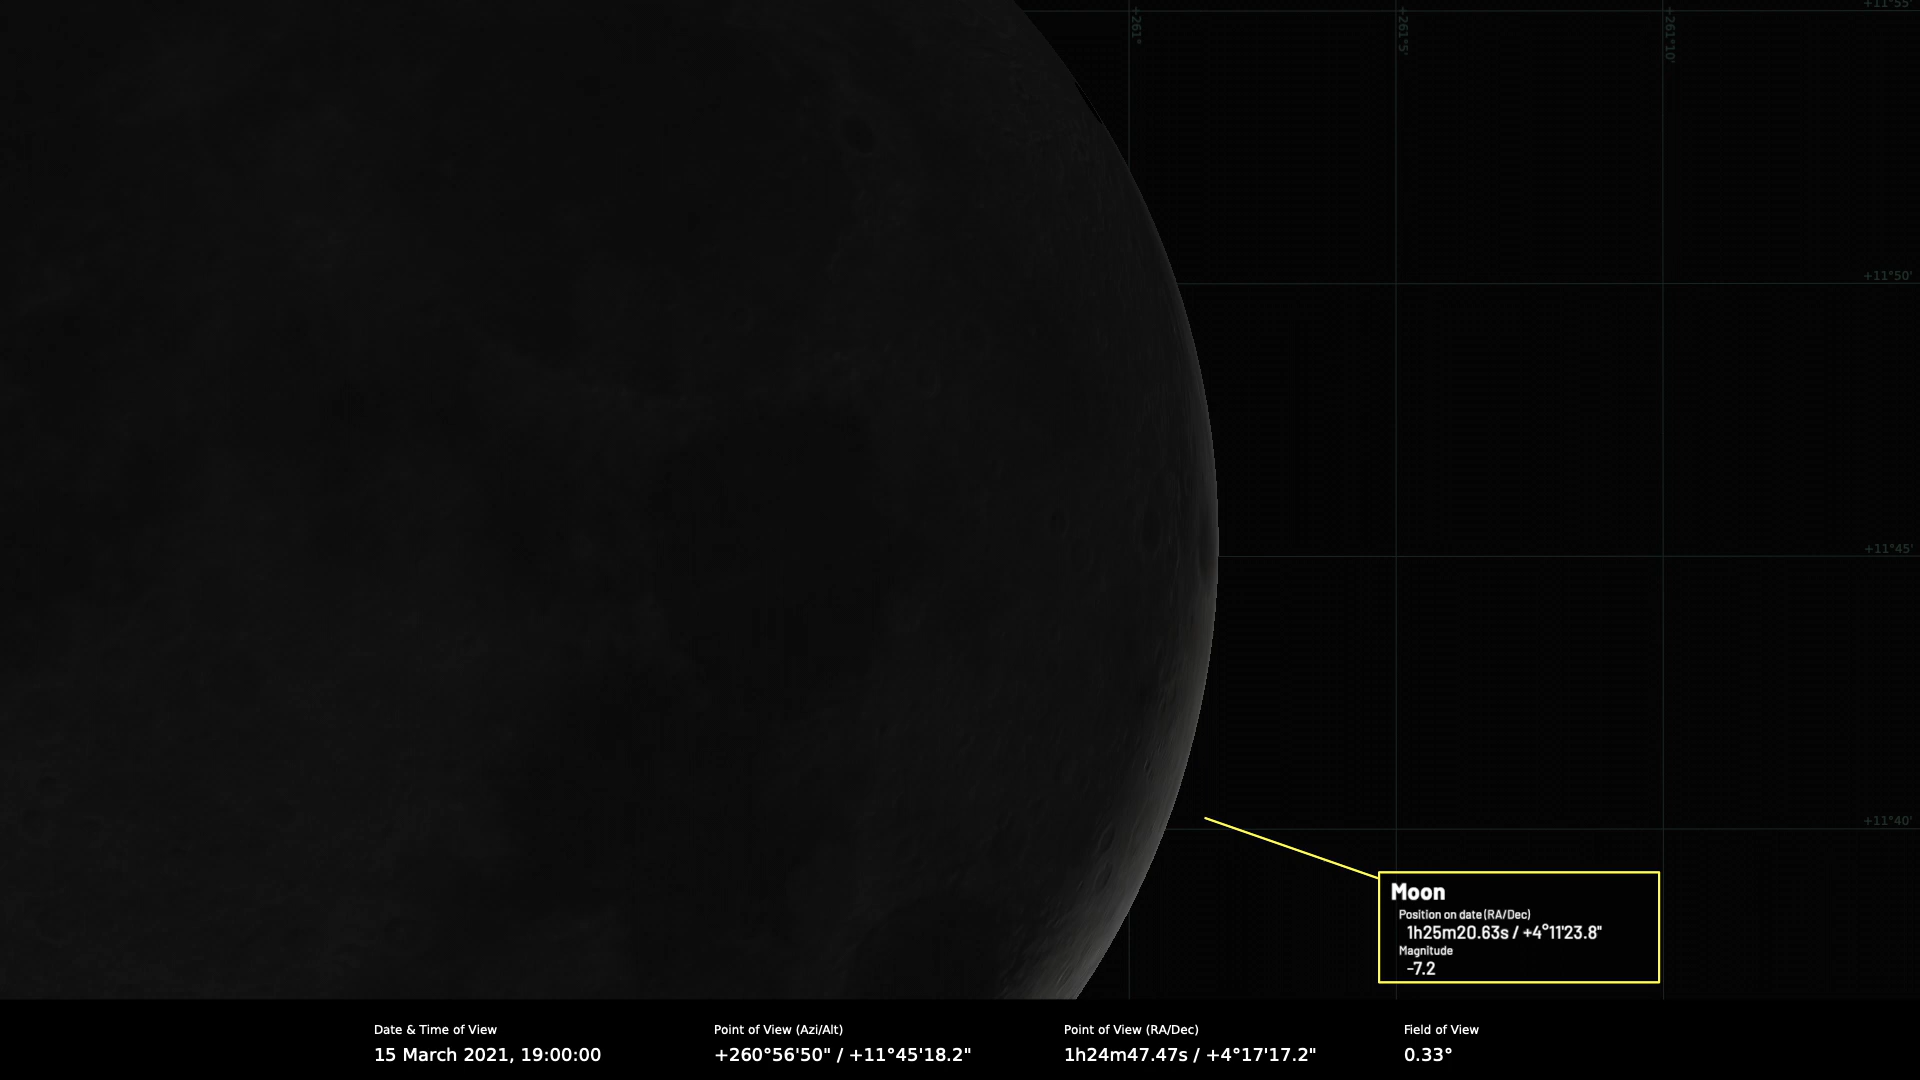 +261°
+261°5'
+261°10'
+11°55'
+11°50'
+11°45'
+11°40'
Moon
Position on date (RA/Dec)
1h25m20.63s / +4°11'23.8"
Magnitude
-7.2
Date & Time of View
15 March 2021, 19:00:00
Point of View (Azi/Alt)
+260°56'50" / +11°45'18.2"
Point of View (RA/Dec)
1h24m47.47s / +4°17'17.2"
Field of View
0.33°